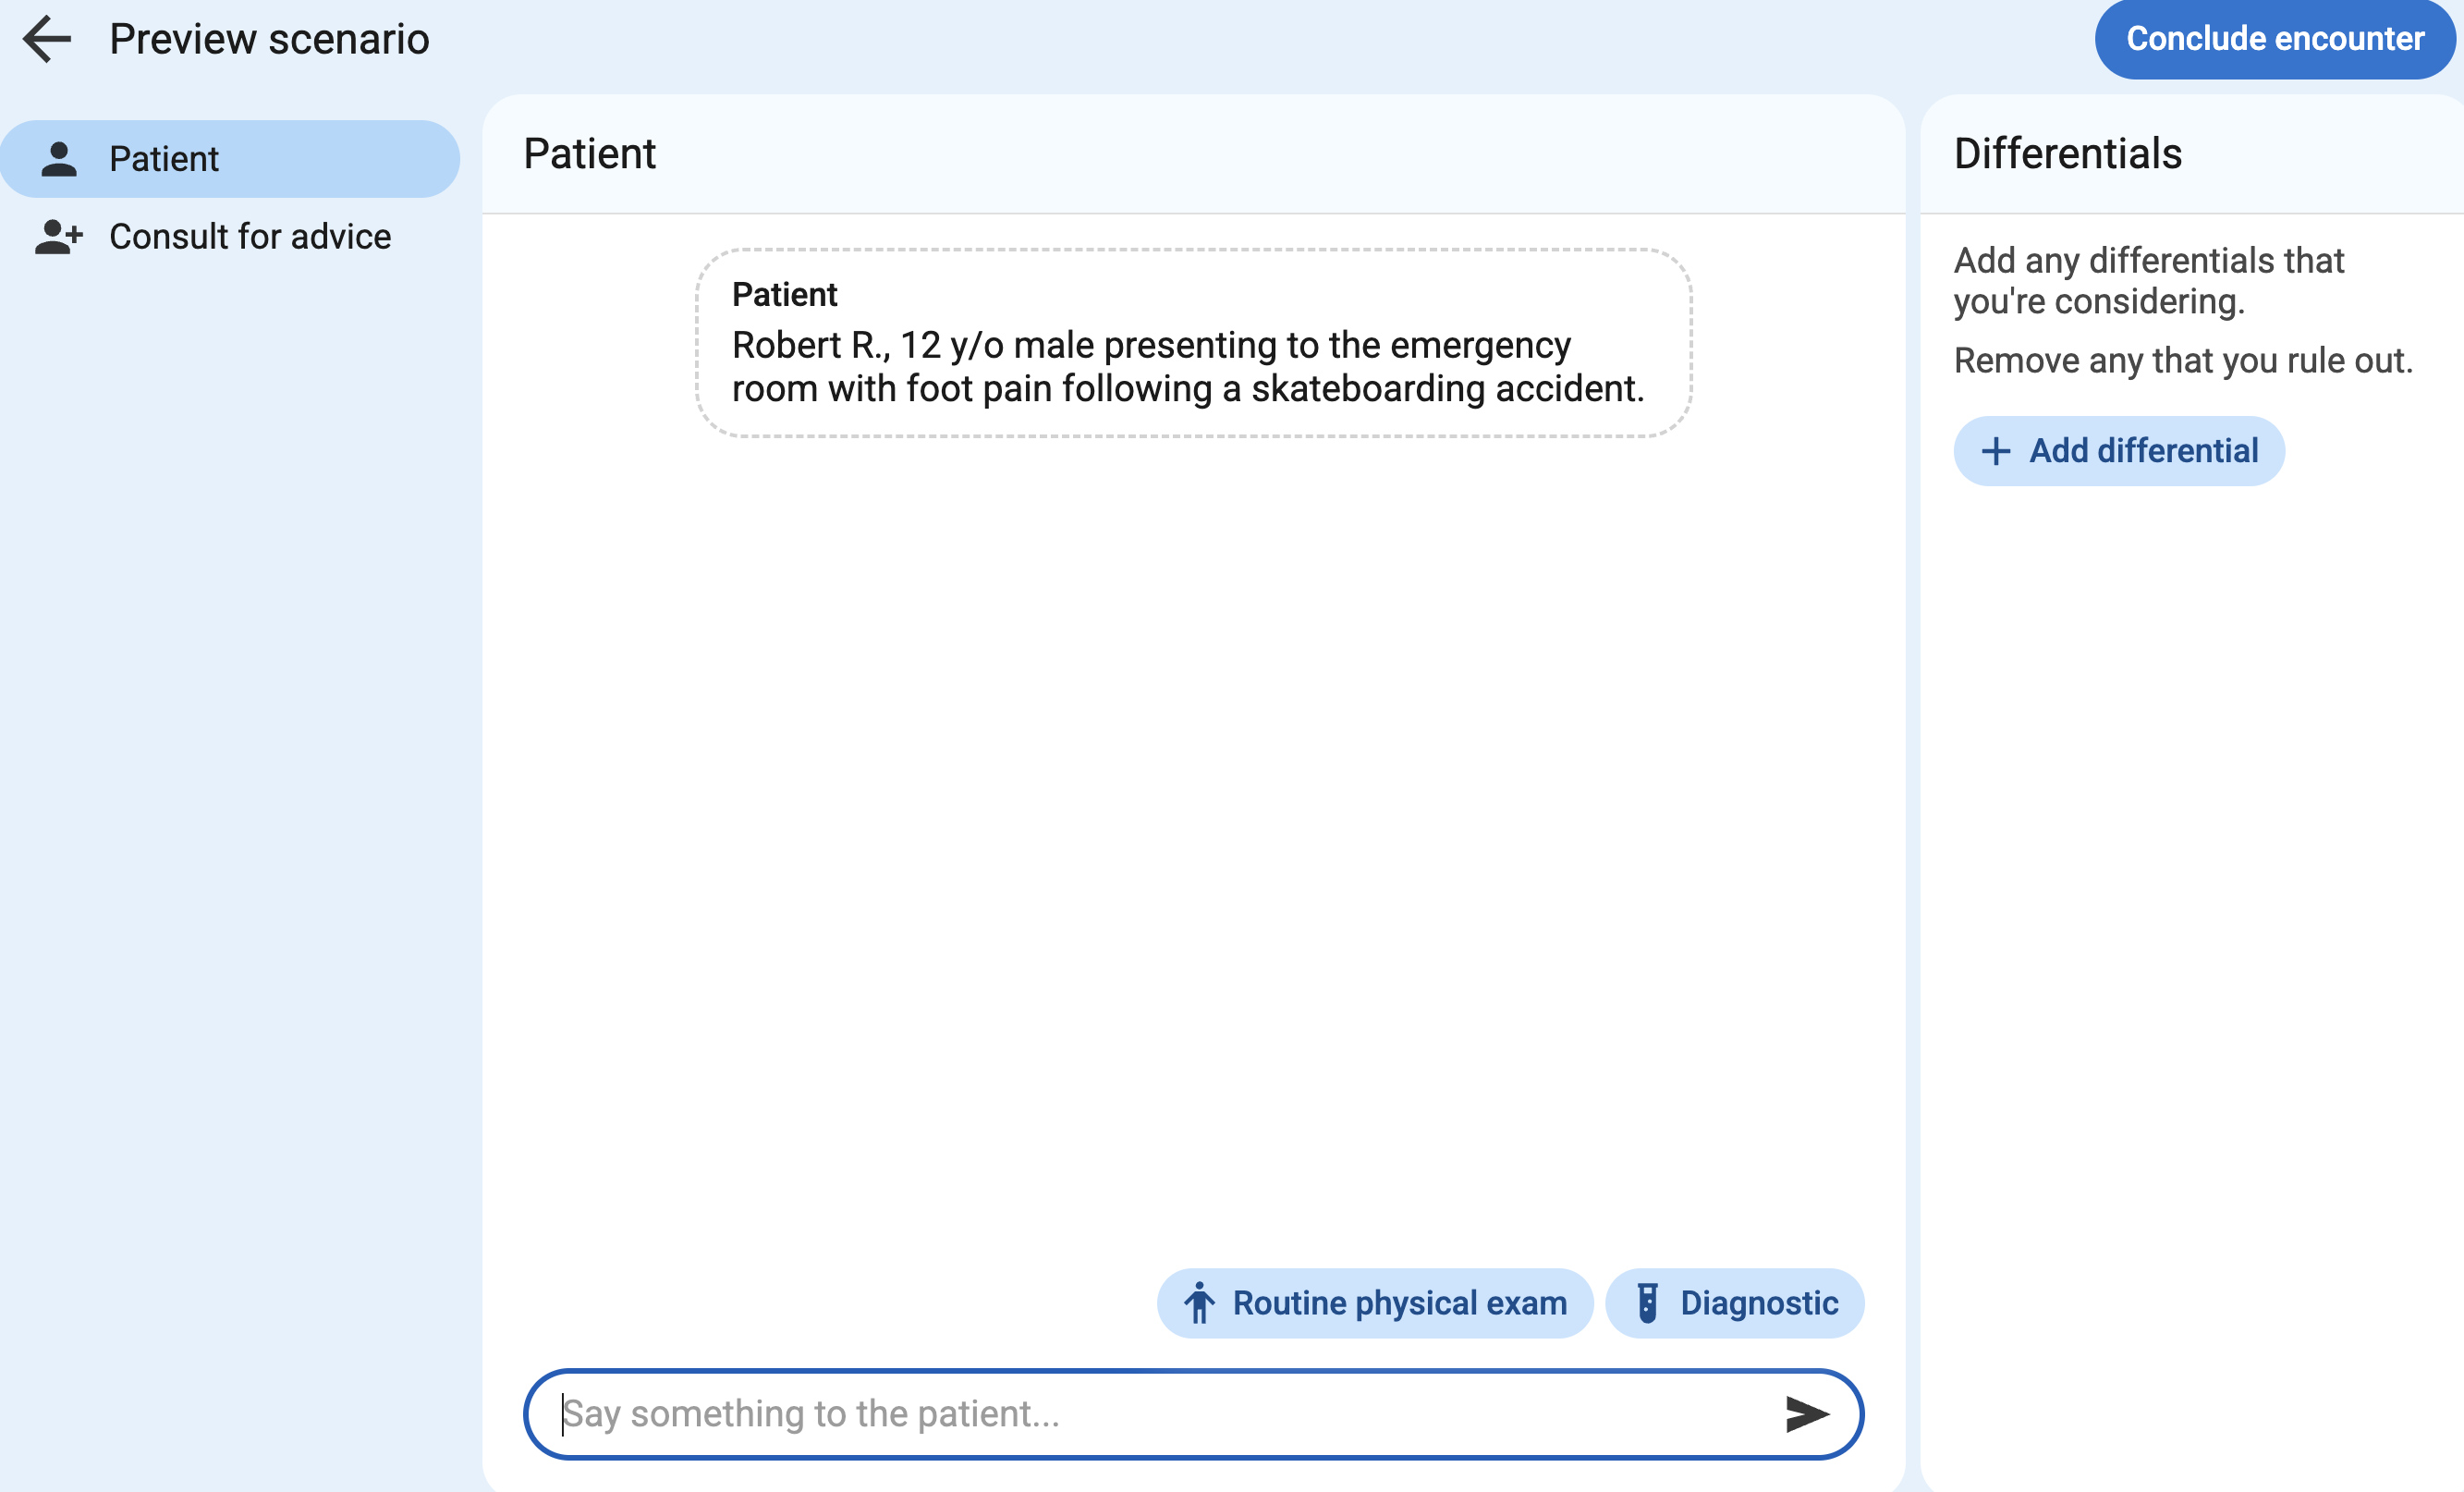 Preview scenario
Conclude encounter
Patient
Consult for advice
Patient
Patient
Robert R., 12 y/o male presenting to the emergency
room with foot pain following a skateboarding accident.
Routine physical exam
Diagnostic
Say something to the patient...
Differentials
Add any differentials that
you're considering.
Remove any that you rule out.
Add differential